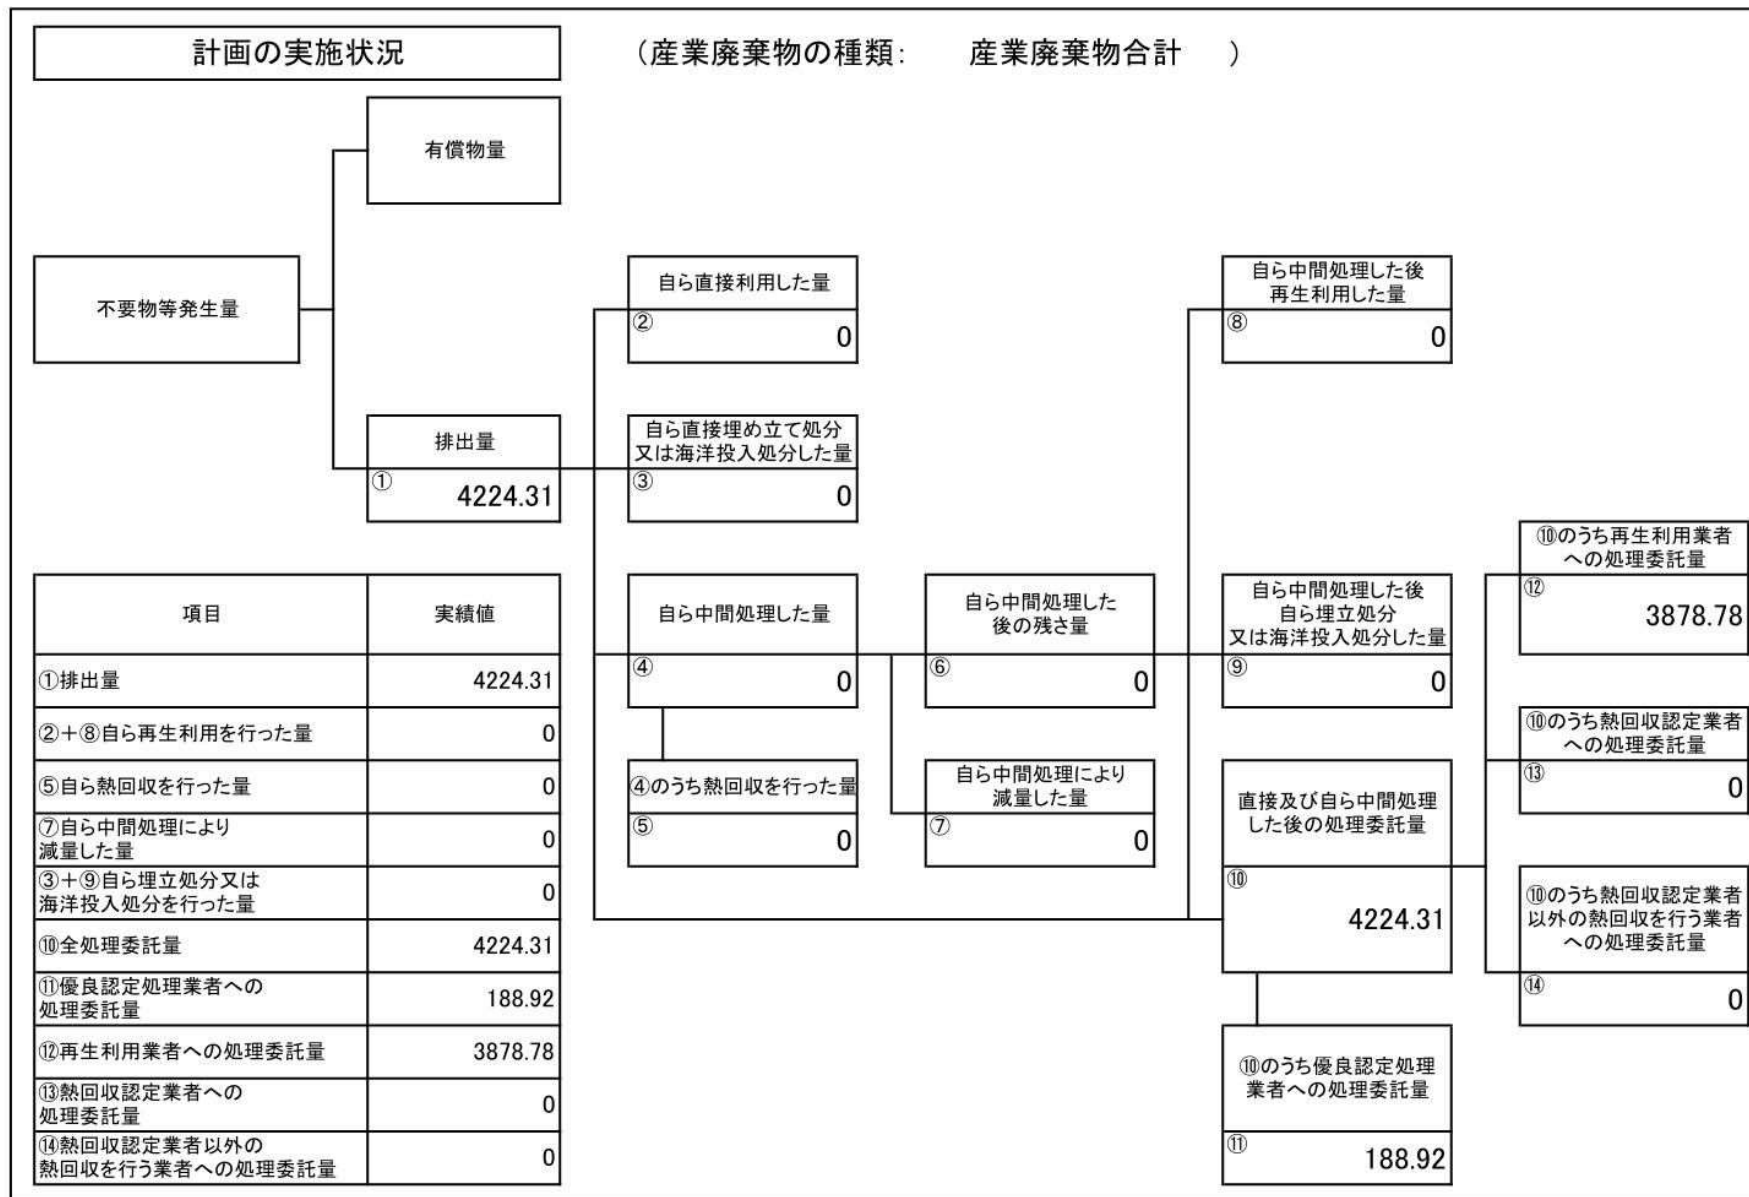 計画の実施状況
（産業廃棄物の種類： 産業廃棄物合計 ）
有償物量
不要物等発生量
自ら直接利用した量
② 0
自ら中間処理した後
再生利用した量
⑧ 0
排出量
① 4224.31
自ら直接埋め立て処分
又は海洋投入処分した量
③ 0
⑩のうち再生利用業者
への処理委託量
⑫ 3878.78
自ら中間処理した量
④ 0
自ら中間処理した
後の残さ量
⑥ 0
自ら中間処理した後
自ら埋立処分
又は海洋投入処分した量
⑨ 0
⑩のうち熱回収認定業者
への処理委託量
⑬ 0
④のうち熱回収を行った量
⑤ 0
自ら中間処理により
減量した量
⑦ 0
直接及び自ら中間処理
した後の処理委託量
⑩ 4224.31
⑩のうち熱回収認定業者
以外の熱回収を行う業者
への処理委託量
⑭ 0
⑩のうち優良認定処理
業者への処理委託量
⑪ 188.92
項目 実績値
①排出量 4224.31
②＋⑧自ら再生利用を行った量 0
⑤自ら熱回収を行った量 0
⑦自ら中間処理により
減量した量 0
③＋⑨自ら埋立処分又は
海洋投入処分を行った量 0
⑩全処理委託量 4224.31
⑪優良認定処理業者への
処理委託量 188.92
⑫再生利用業者への処理委託量 3878.78
⑬熱回収認定業者への
処理委託量 0
⑭熱回収認定業者以外の
熱回収を行う業者への処理委託量 0